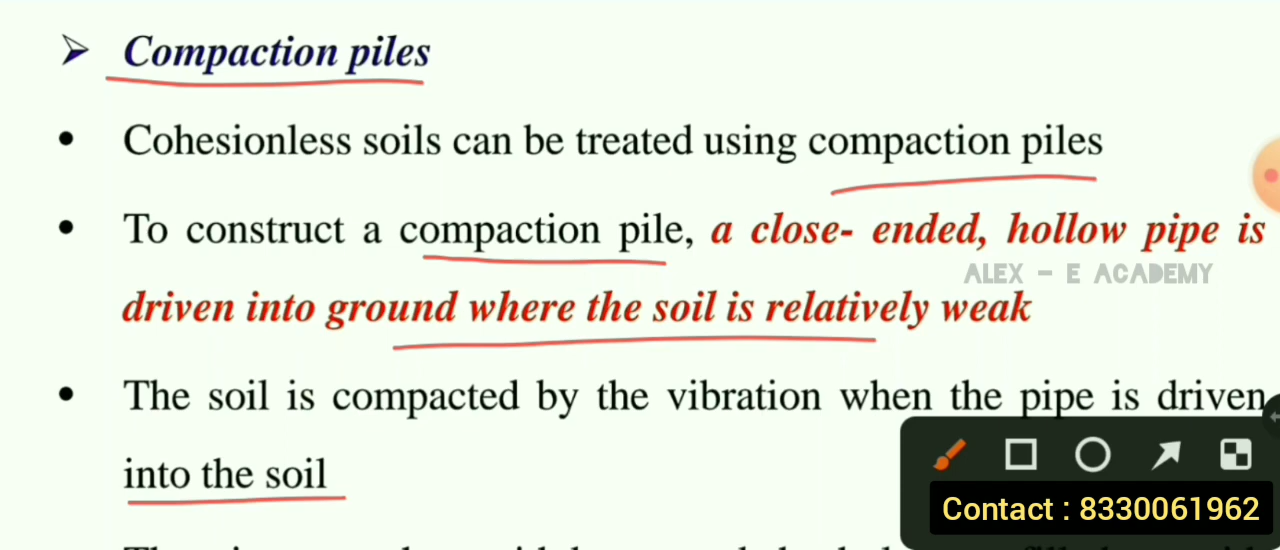 ➢ Compaction piles
• Cohesionless soils can be treated using compaction piles
• To construct a compaction pile, a close- ended, hollow pipe is
ALEX - E ACADEMY
driven into ground where the soil is relatively weak
• The soil is compacted by the vibration when the pipe is driven
into the soil
Contact : 8330061962